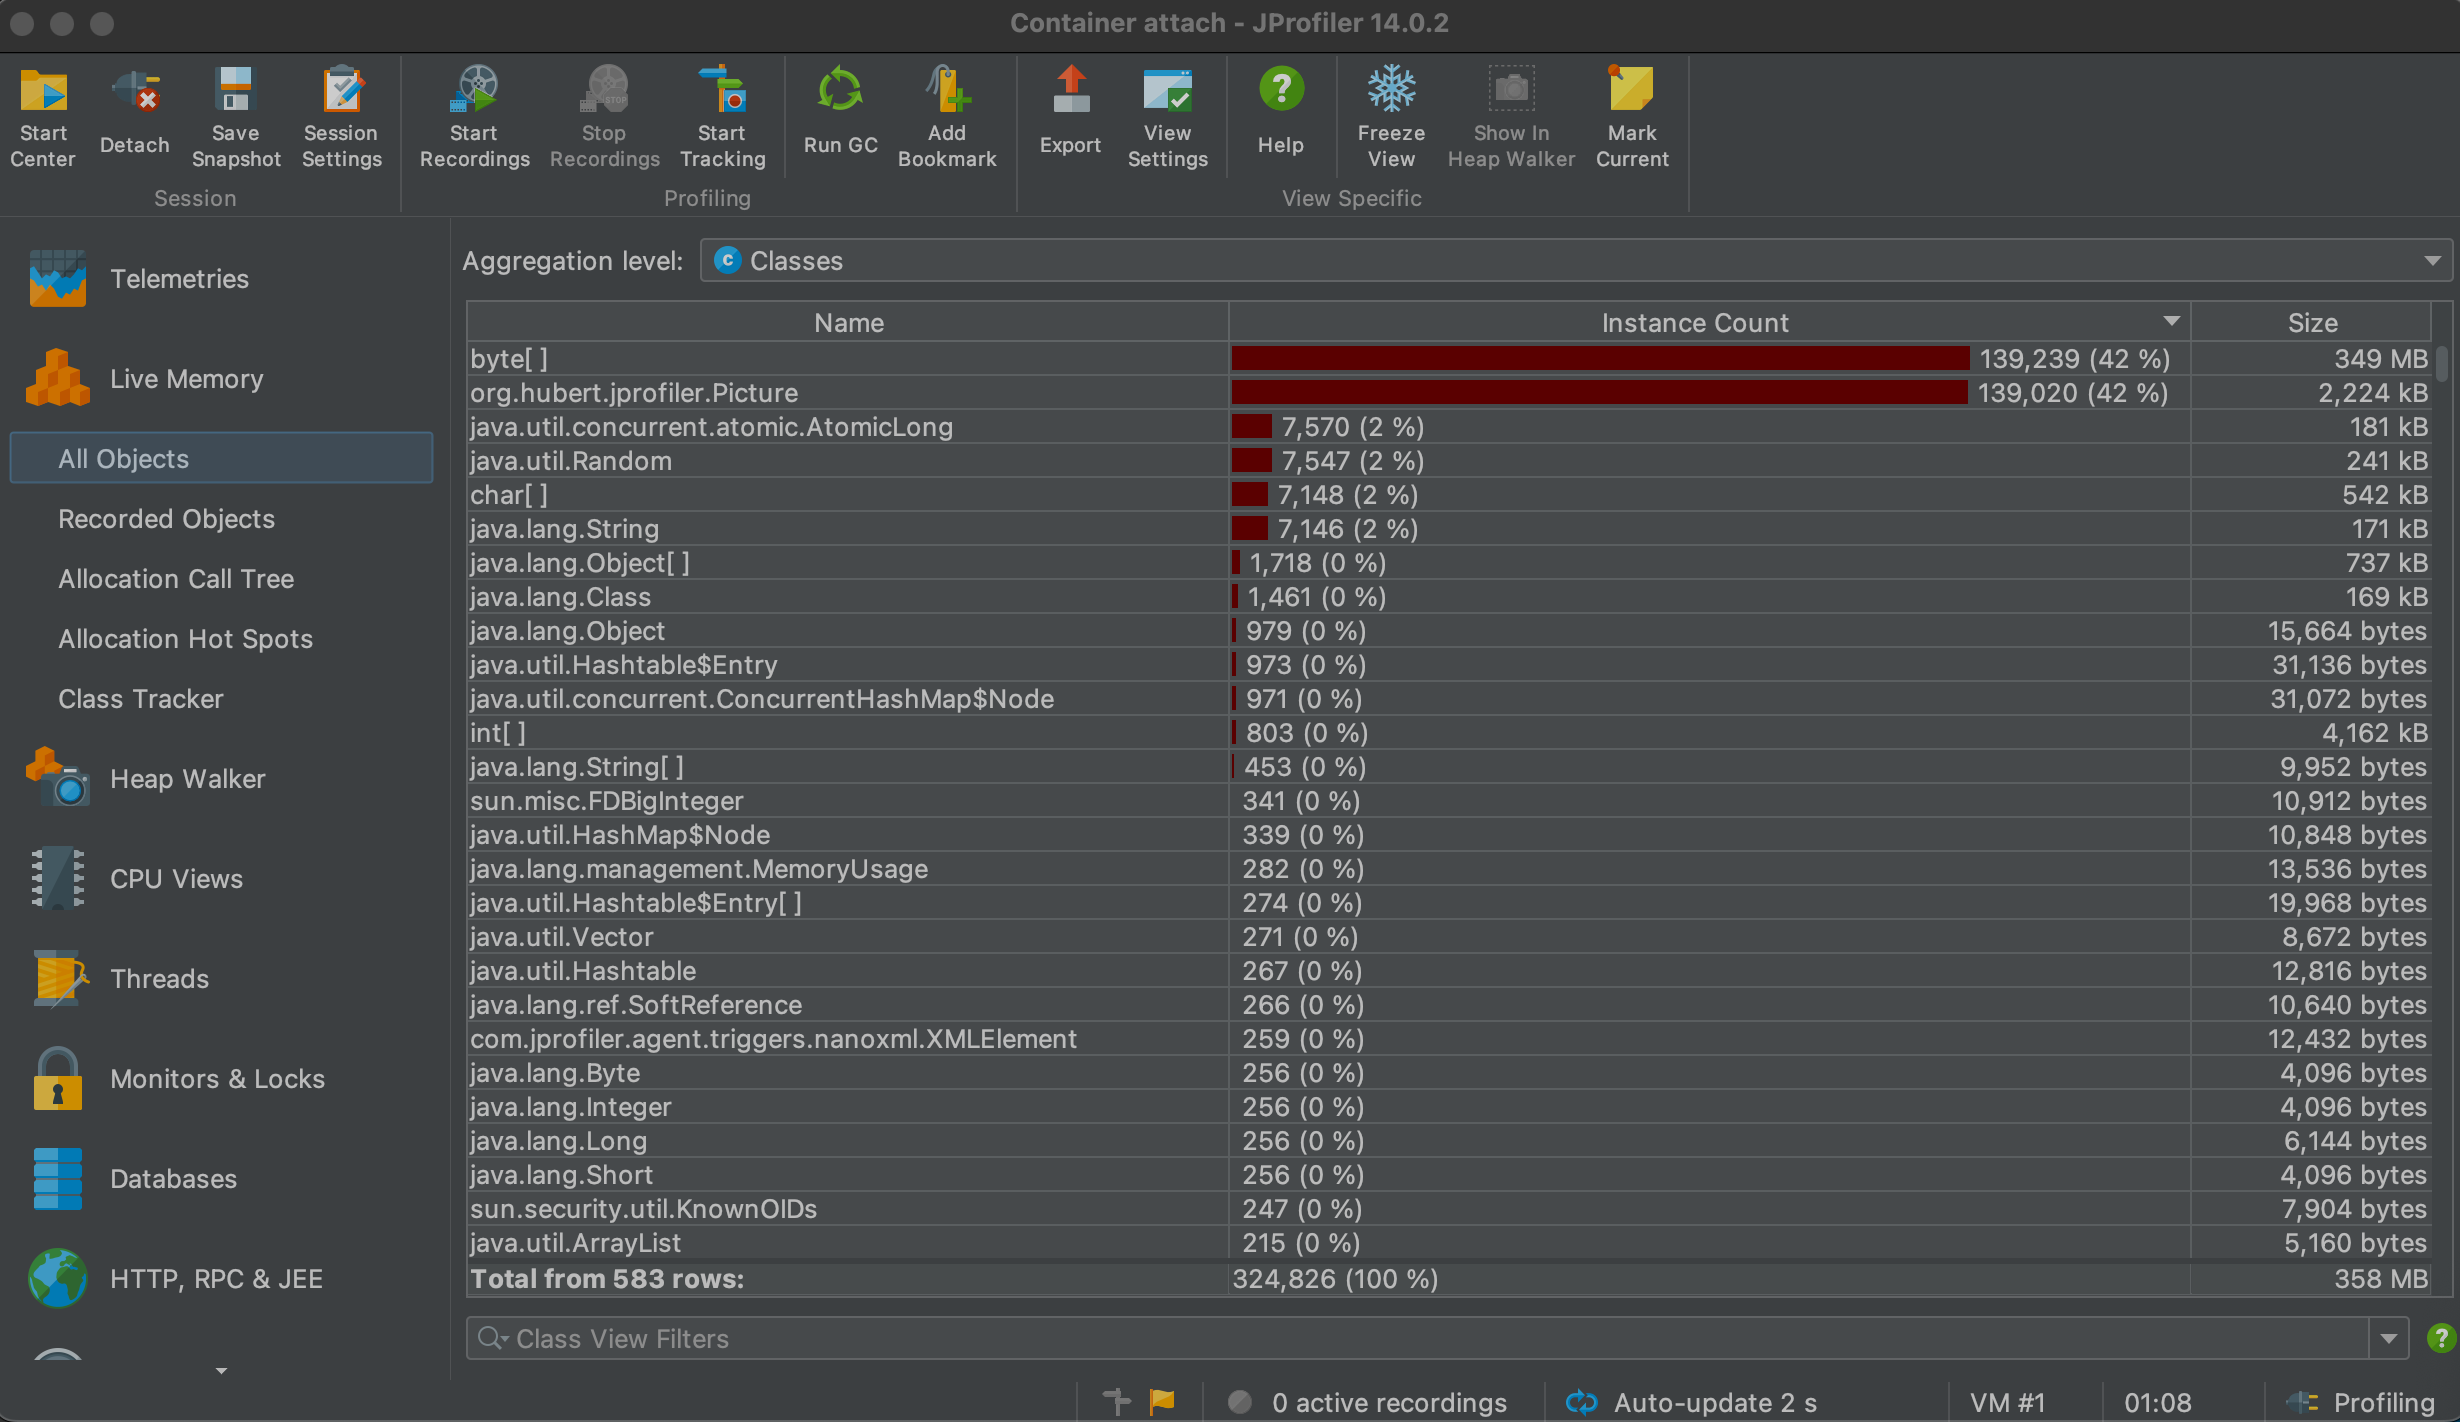 Container attach - JProfiler 14.0.2
Start Center
Detach
Save Snapshot
Session Settings
Start Recordings
Stop Recordings
Start Tracking
Run GC
Add Bookmark
Export
View Settings
Help
Freeze View
Show In Heap Walker
Mark Current
Session
Profiling
View Specific
Telemetries
Live Memory
All Objects
Recorded Objects
Allocation Call Tree
Allocation Hot Spots
Class Tracker
Heap Walker
CPU Views
Threads
Monitors & Locks
Databases
HTTP, RPC & JEE
Aggregation level: C Classes
Name Instance Count Size
byte[ ] 139,239 (42 %) 349 MB
org.hubert.jprofiler.Picture 139,020 (42 %) 2,224 kB
java.util.concurrent.atomic.AtomicLong 7,570 (2 %) 181 kB
java.util.Random 7,547 (2 %) 241 kB
char[ ] 7,148 (2 %) 542 kB
java.lang.String 7,146 (2 %) 171 kB
java.lang.Object[ ] 1,718 (0 %) 737 kB
java.lang.Class 1,461 (0 %) 169 kB
java.lang.Object 979 (0 %) 15,664 bytes
java.util.Hashtable$Entry 973 (0 %) 31,136 bytes
java.util.concurrent.ConcurrentHashMap$Node 971 (0 %) 31,072 bytes
int[ ] 803 (0 %) 4,162 kB
java.lang.String[ ] 453 (0 %) 9,952 bytes
sun.misc.FDBigInteger 341 (0 %) 10,912 bytes
java.util.HashMap$Node 339 (0 %) 10,848 bytes
java.lang.management.MemoryUsage 282 (0 %) 13,536 bytes
java.util.Hashtable$Entry[ ] 274 (0 %) 19,968 bytes
java.util.Vector 271 (0 %) 8,672 bytes
java.util.Hashtable 267 (0 %) 12,816 bytes
java.lang.ref.SoftReference 266 (0 %) 10,640 bytes
com.jprofiler.agent.triggers.nanoxml.XMLElement 259 (0 %) 12,432 bytes
java.lang.Byte 256 (0 %) 4,096 bytes
java.lang.Integer 256 (0 %) 4,096 bytes
java.lang.Long 256 (0 %) 6,144 bytes
java.lang.Short 256 (0 %) 4,096 bytes
sun.security.util.KnownOIDs 247 (0 %) 7,904 bytes
java.util.ArrayList 215 (0 %) 5,160 bytes
Total from 583 rows: 324,826 (100 %) 358 MB
Class View Filters
0 active recordings Auto-update 2 s VM #1 01:08 Profiling